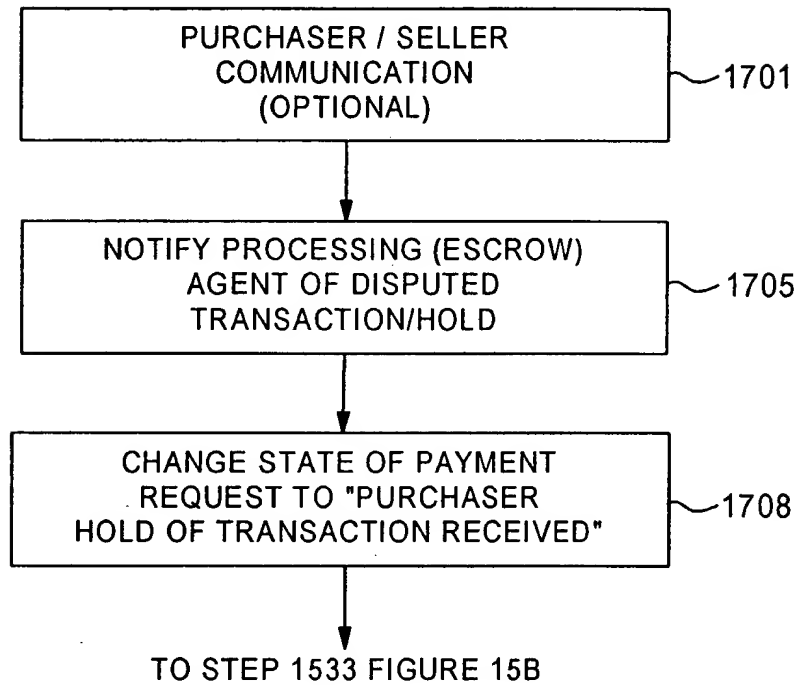 PURCHASER / SELLER
COMMUNICATION
(OPTIONAL)
1701
NOTIFY PROCESSING (ESCROW)
AGENT OF DISPUTED
TRANSACTION/HOLD
1705
CHANGE STATE OF PAYMENT
REQUEST TO "PURCHASER
HOLD OF TRANSACTION RECEIVED"
1708
TO STEP 1533 FIGURE 15B